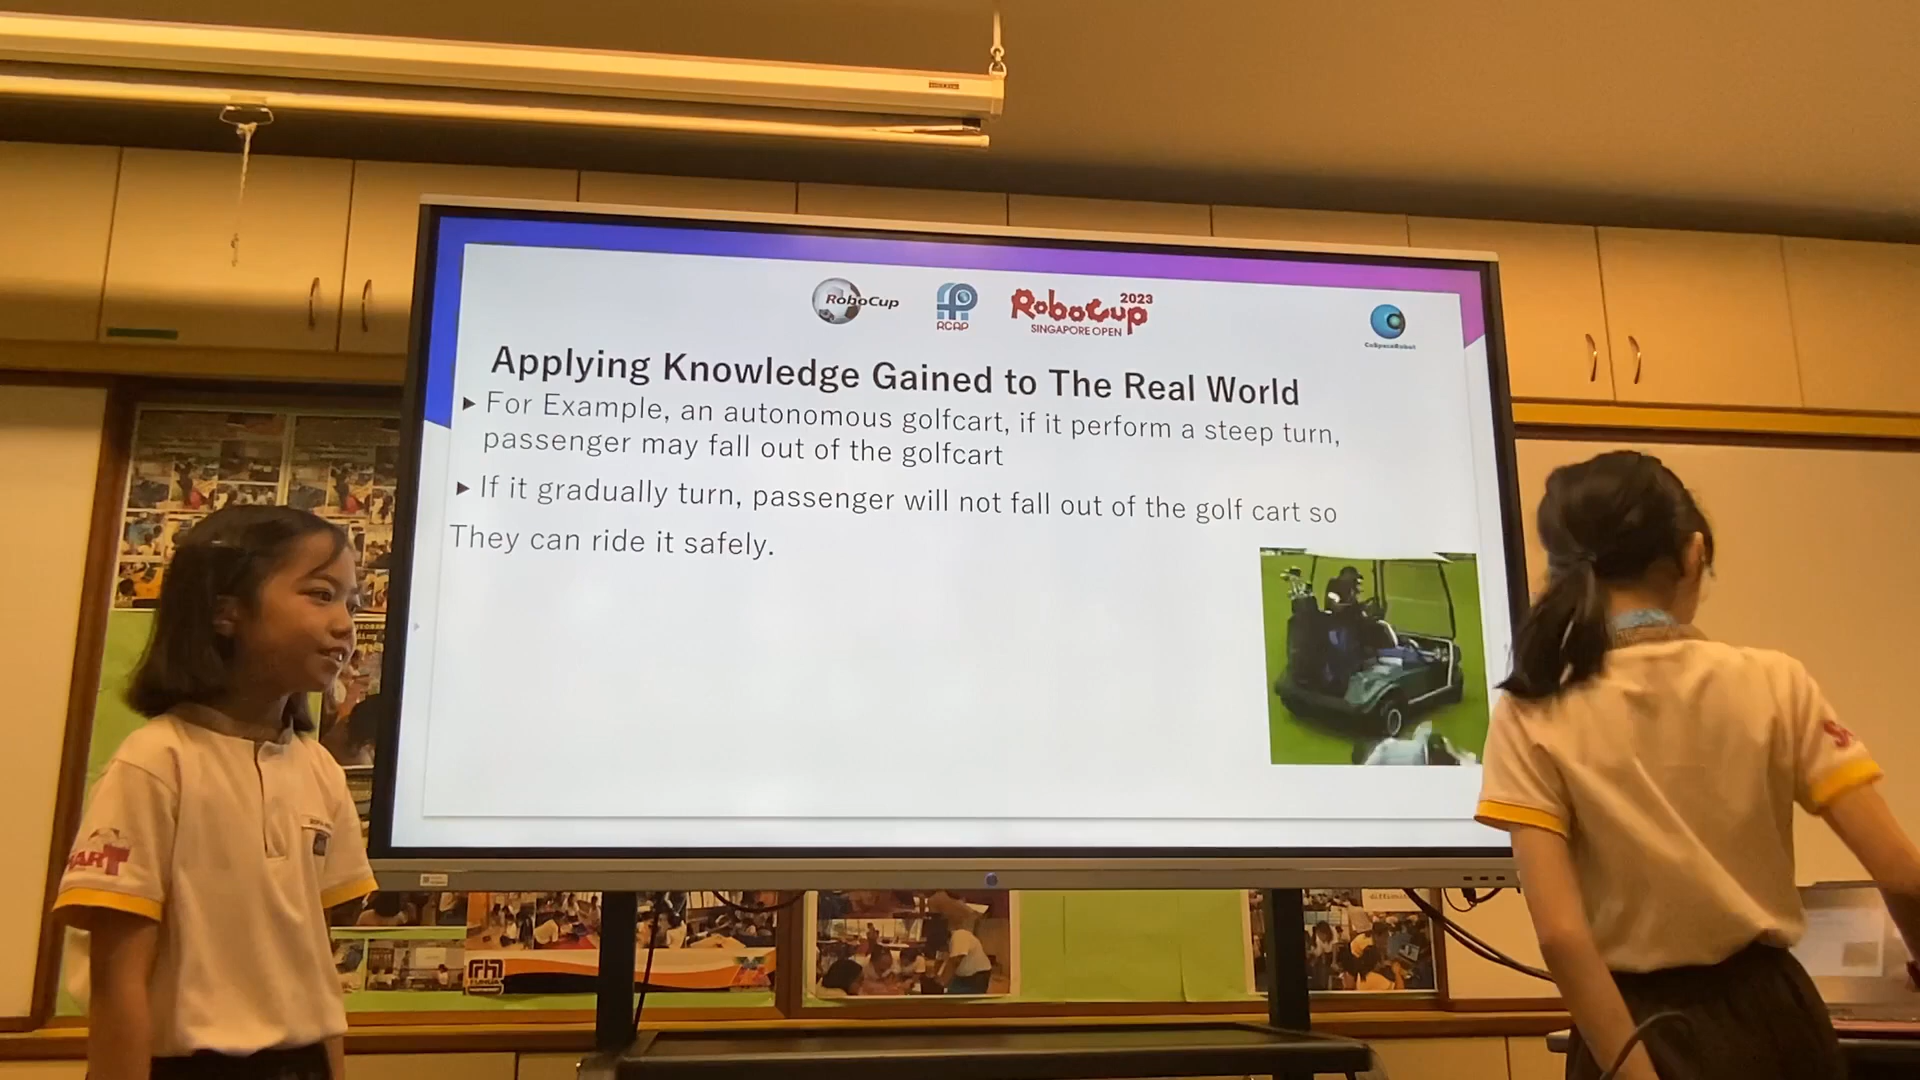 RoboCup
RCAP
RoboCup 2023
SINGAPORE OPEN
CoSpaceRobot
Applying Knowledge Gained to The Real World
For Example, an autonomous golfcart, if it perform a steep turn,
passenger may fall out of the golfcart
If it gradually turn, passenger will not fall out of the golf cart so
They can ride it safely.